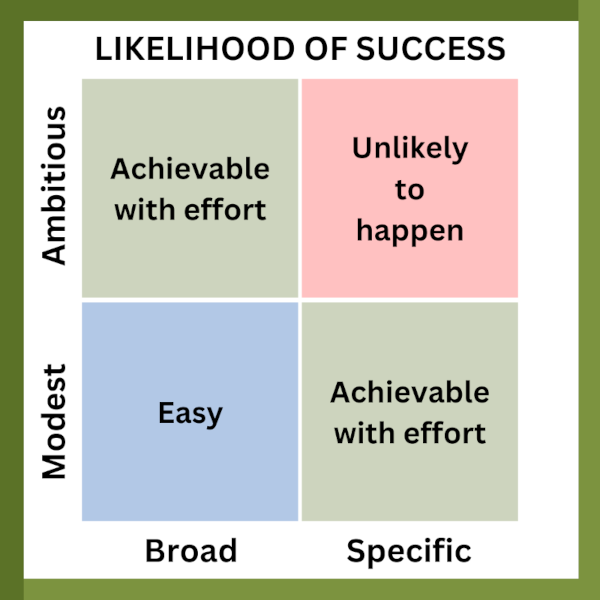 LIKELIHOOD OF SUCCESS
Ambitious
Achievable
with effort
Unlikely
to
happen
Modest
Easy
Achievable
with effort
Broad
Specific